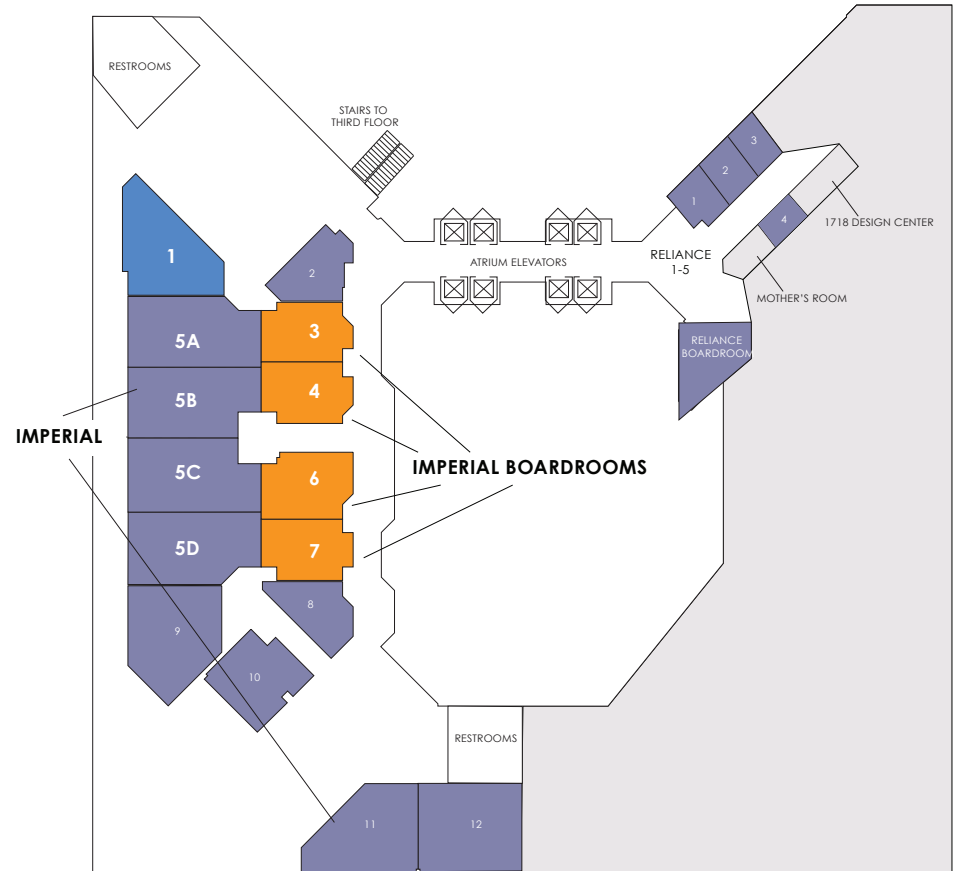 RESTROOMS
STAIRS TO
THIRD FLOOR
3
2
1
4
1718 DESIGN CENTER
RELIANCE
1-5
ATRIUM ELEVATORS
MOTHER'S ROOM
1
2
3
5A
RELIANCE
BOARDROOM
4
5B
IMPERIAL
IMPERIAL BOARDROOMS
5C
6
5D
7
8
9
10
RESTROOMS
11
12